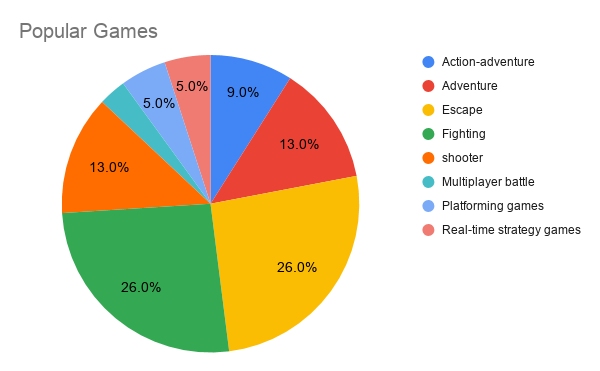 Popular Games
5.0%
9.0%
5.0%
13.0%
13.0%
26.0%
26.0%
Action-adventure
Adventure
Escape
Fighting
shooter
Multiplayer battle
Platforming games
Real-time strategy games